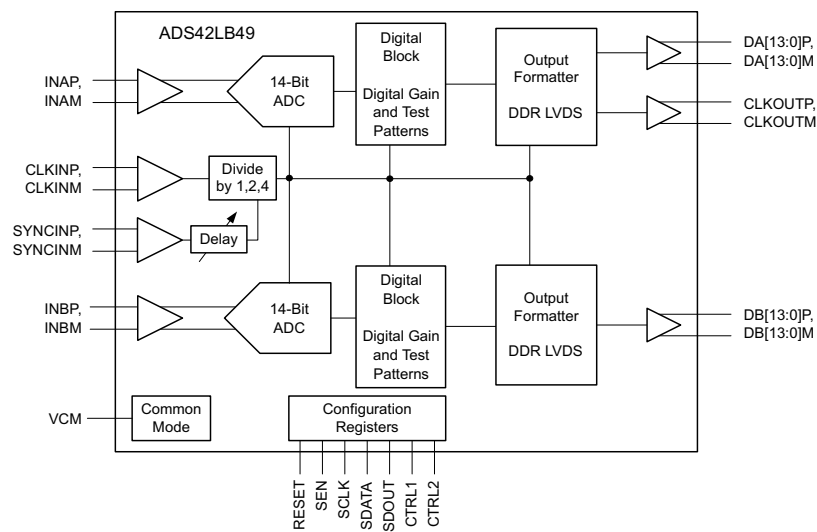 ADS42LB49
INAP,
INAM
14-Bit
ADC
Digital
Block
Digital Gain
and Test
Patterns
Output
Formatter
DDR LVDS
DA[13:0]P,
DA[13:0]M
CLKOUTP,
CLKOUTM
CLKINP,
CLKINM
Divide
by 1,2,4
SYNCINP,
SYNCINM
Delay
INBP,
INBM
14-Bit
ADC
Digital
Block
Digital Gain
and Test
Patterns
Output
Formatter
DDR LVDS
DB[13:0]P,
DB[13:0]M
VCM
Common
Mode
Configuration
Registers
RESET
SEN
SCLK
SDATA
SDOUT
CTRL1
CTRL2